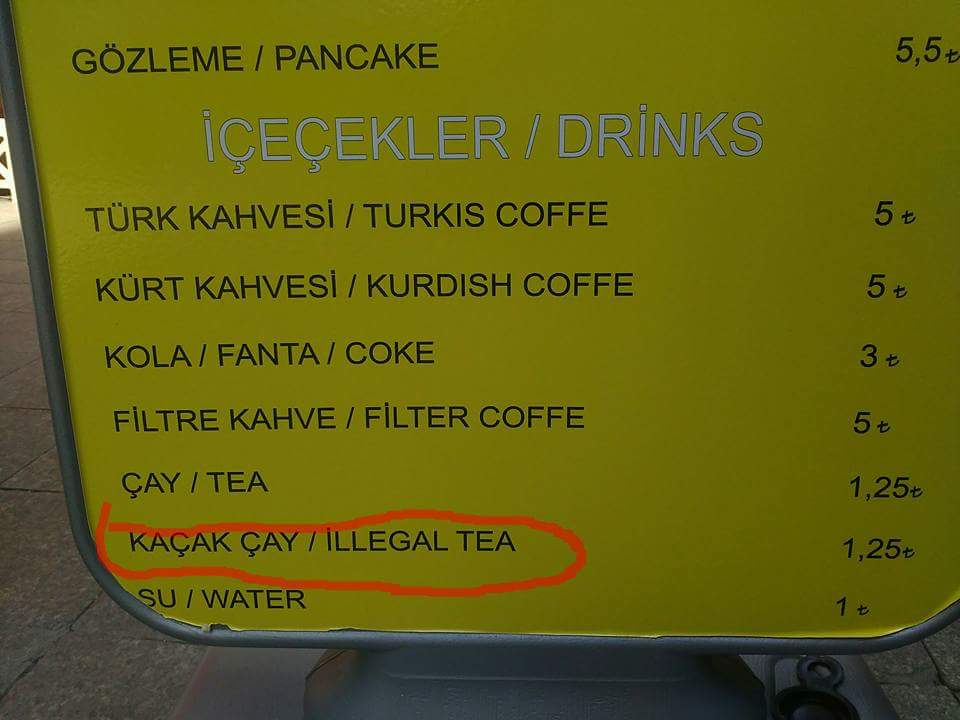 GÖZLEME / PANCAKE 5,5₺
İÇEÇEKLER / DRİNKS
TÜRK KAHVESİ / TURKIS COFFE 5 ₺
KÜRT KAHVESİ / KURDISH COFFE 5 ₺
KOLA / FANTA / COKE 3 ₺
FİLTRE KAHVE / FİLTER COFFE 5 ₺
ÇAY / TEA 1,25₺
KAÇAK ÇAY / İLLEGAL TEA 1,25₺
SU / WATER 1 ₺